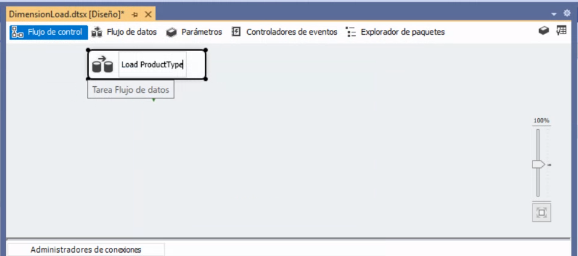 DimensionLoad.dtsx [Diseño]*
Flujo de control Flujo de datos Parámetros Controladores de eventos Explorador de paquetes
Load ProductType
Tarea Flujo de datos
100%
Administradores de conexiones